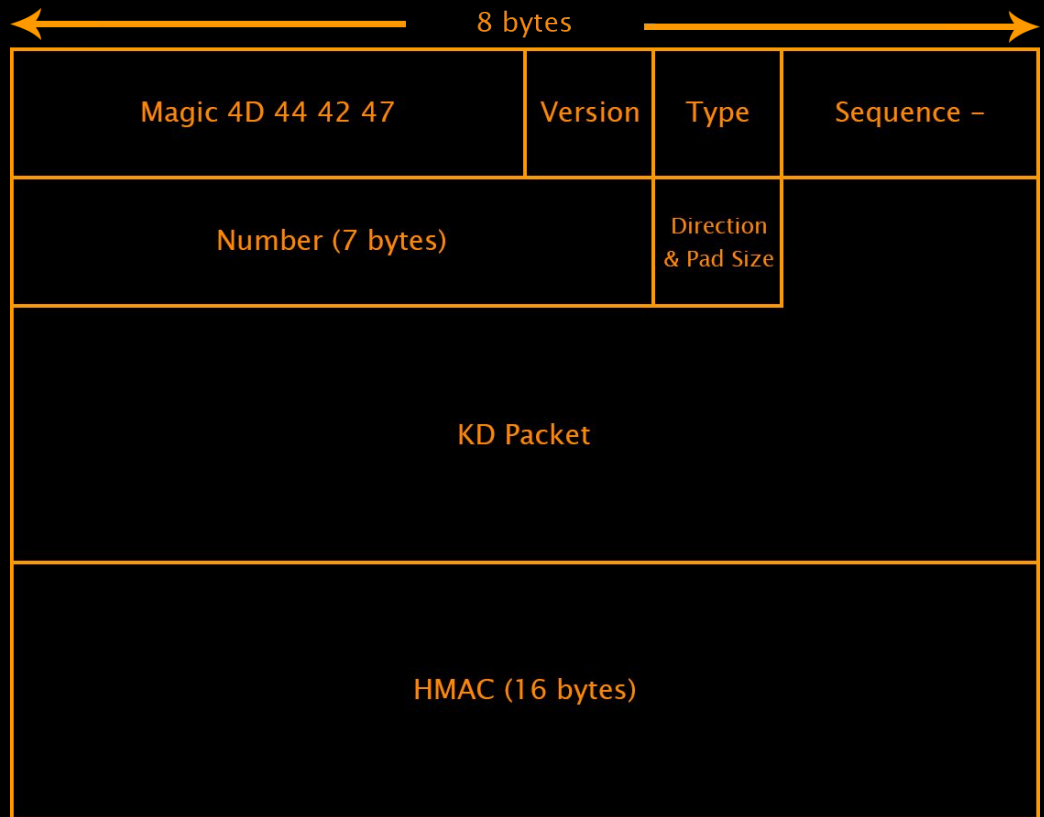 8 bytes
Magic 4D 44 42 47
Version
Type
Sequence –
Number (7 bytes)
Direction
& Pad Size
KD Packet
HMAC (16 bytes)